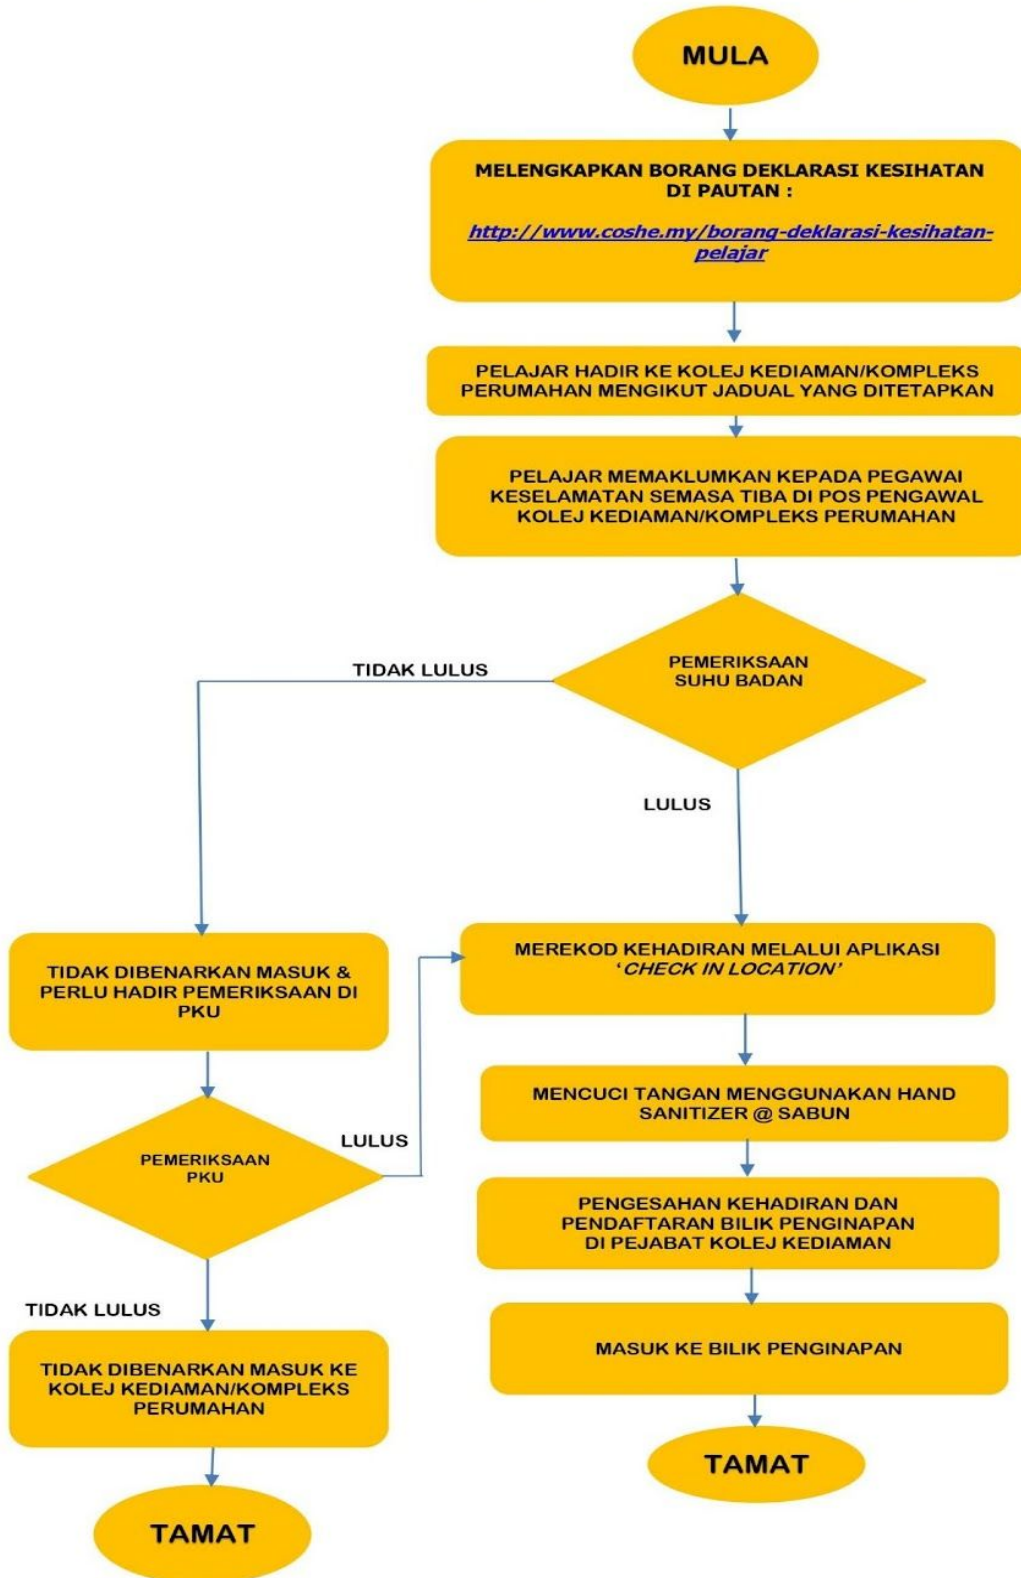 MULA
MELENGKAPKAN BORANG DEKLARASI KESIHATAN
DI PAUTAN :
http://www.coshe.my/borang-deklarasi-kesihatan-
pelajar
PELAJAR HADIR KE KOLEJ KEDIAMAN/KOMPLEKS
PERUMAHAN MENGIKUT JADUAL YANG DITETAPKAN
PELAJAR MEMAKLUMKAN KEPADA PEGAWAI
KESELAMATAN SEMASA TIBA DI POS PENGAWAL
KOLEJ KEDIAMAN/KOMPLEKS PERUMAHAN
PEMERIKSAAN
SUHU BADAN
TIDAK LULUS
LULUS
TIDAK DIBENARKAN MASUK &
PERLU HADIR PEMERIKSAAN DI
PKU
PEMERIKSAAN
PKU
LULUS
TIDAK LULUS
TIDAK DIBENARKAN MASUK KE
KOLEJ KEDIAMAN/KOMPLEKS
PERUMAHAN
TAMAT
MEREKOD KEHADIRAN MELALUI APLIKASI
‘CHECK IN LOCATION’
MENCUCI TANGAN MENGGUNAKAN HAND
SANITIZER @ SABUN
PENGESAHAN KEHADIRAN DAN
PENDAFTARAN BILIK PENGINAPAN
DI PEJABAT KOLEJ KEDIAMAN
MASUK KE BILIK PENGINAPAN
TAMAT